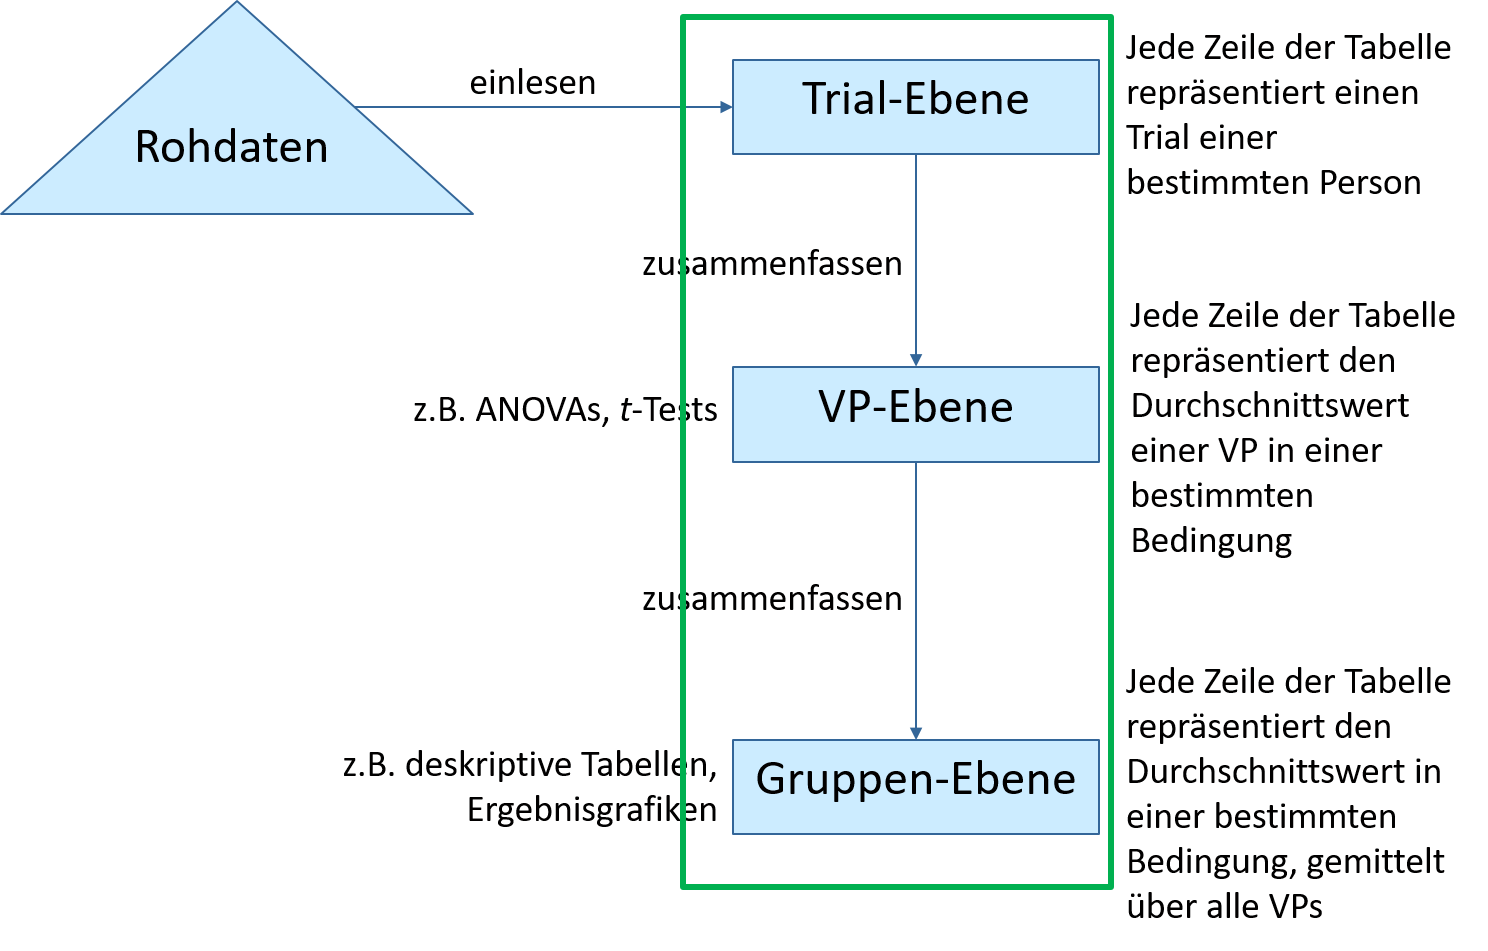 Rohdaten
einlesen
Trial-Ebene
Jede Zeile der Tabelle
repräsentiert einen
Trial einer
bestimmten Person
zusammenfassen
z.B. ANOVAs, t-Tests
VP-Ebene
Jede Zeile der Tabelle
repräsentiert den
Durchschnittswert
einer VP in einer
bestimmten
Bedingung
zusammenfassen
z.B. deskriptive Tabellen,
Ergebnisgrafiken
Gruppen-Ebene
Jede Zeile der Tabelle
repräsentiert den
Durchschnittswert in
einer bestimmten
Bedingung, gemittelt
über alle VPs